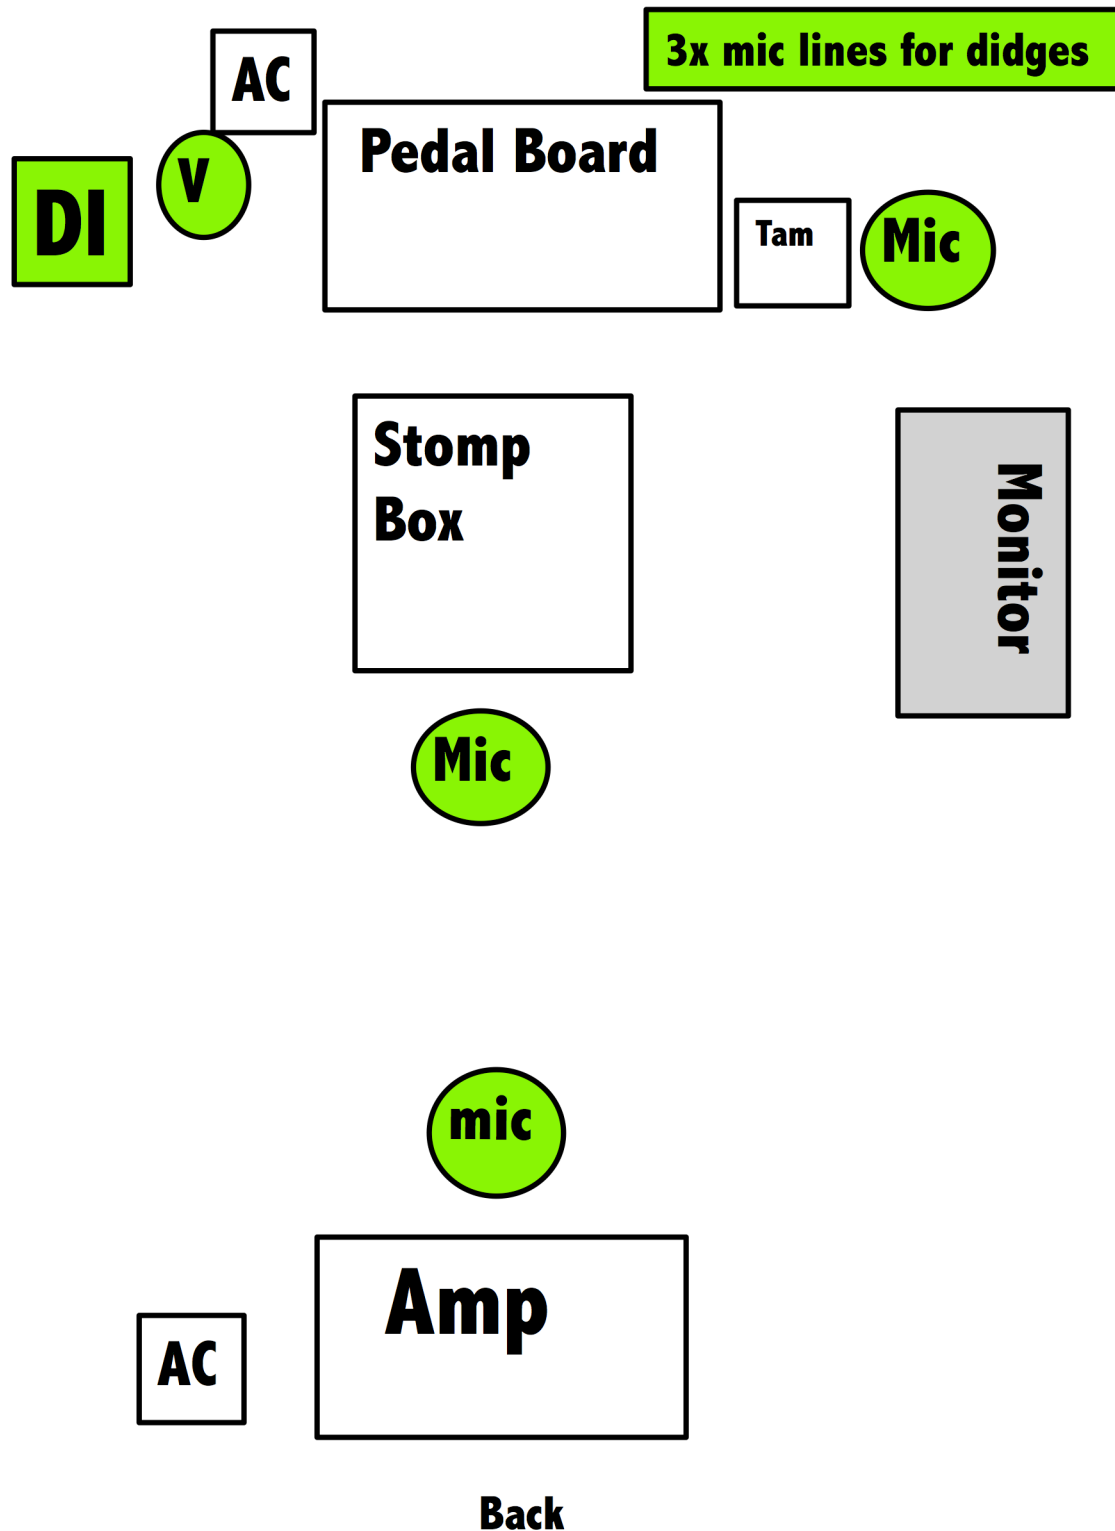 3x mic lines for didges
AC
Pedal Board
V
DI
Tam
Mic
Stomp
Box
Monitor
Mic
mic
Amp
AC
Back